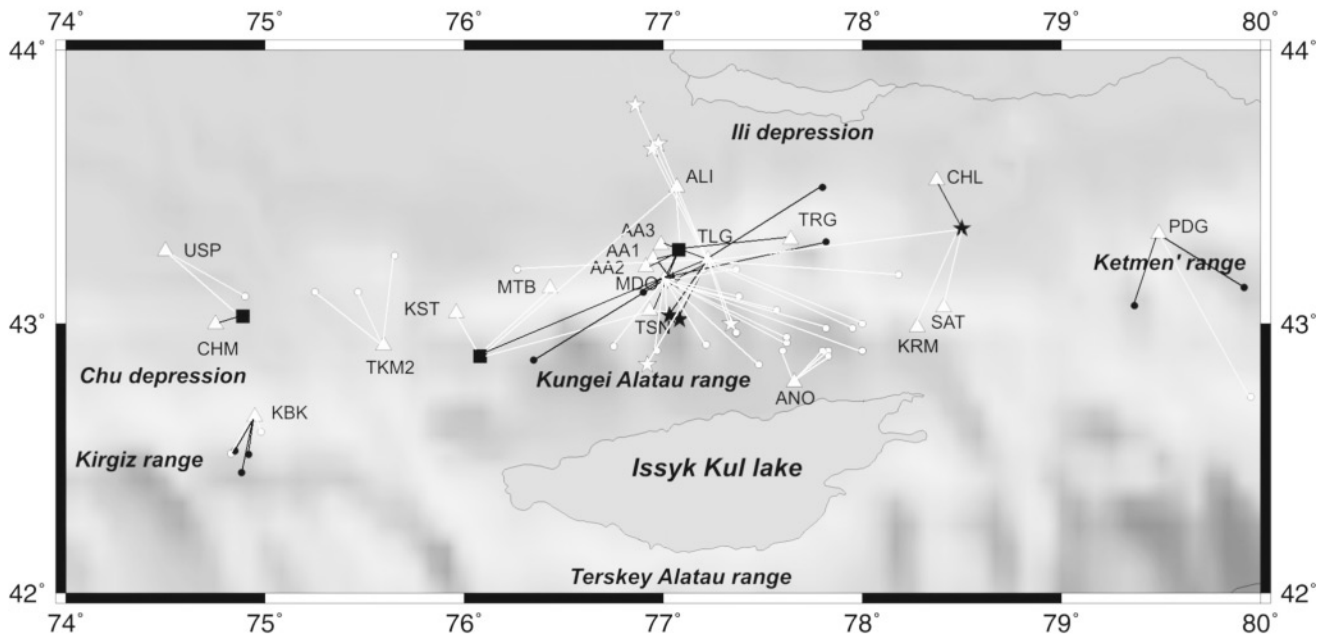 74° 75° 76° 77° 78° 79° 80°
44° 44°
Ili depression
ALI CHL
AA3 TLG TRG
USP PDG
AA1
AA2 Ketmen' range
MDO
MTB
KST
43° 43°
TSN SAT
KRM
CHM TKM2
Chu depression Kungei Alatau range
ANO
KBK
Kirgiz range Issyk Kul lake
Terskey Alatau range
42° 42°
74° 75° 76° 77° 78° 79° 80°